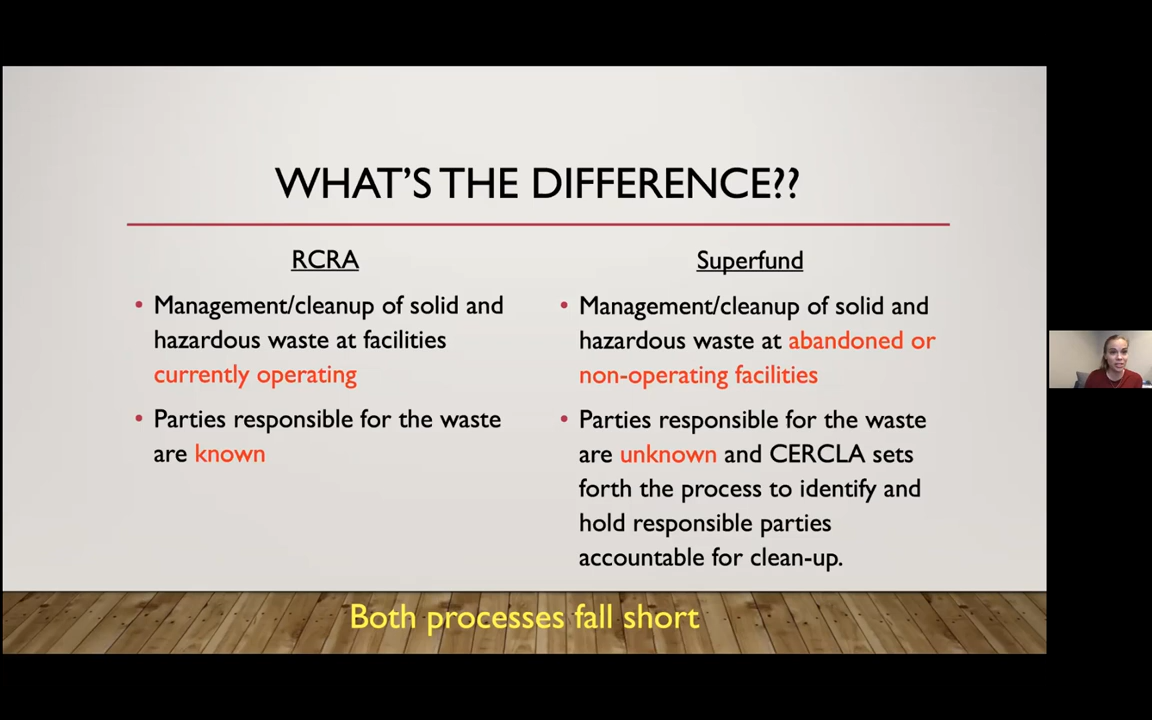 WHAT'S THE DIFFERENCE??
RCRA
• Management/cleanup of solid and
hazardous waste at facilities
currently operating
• Parties responsible for the waste
are known
Superfund
• Management/cleanup of solid and
hazardous waste at abandoned or
non-operating facilities
• Parties responsible for the waste
are unknown and CERCLA sets
forth the process to identify and
hold responsible parties
accountable for clean-up.
Both processes fall short